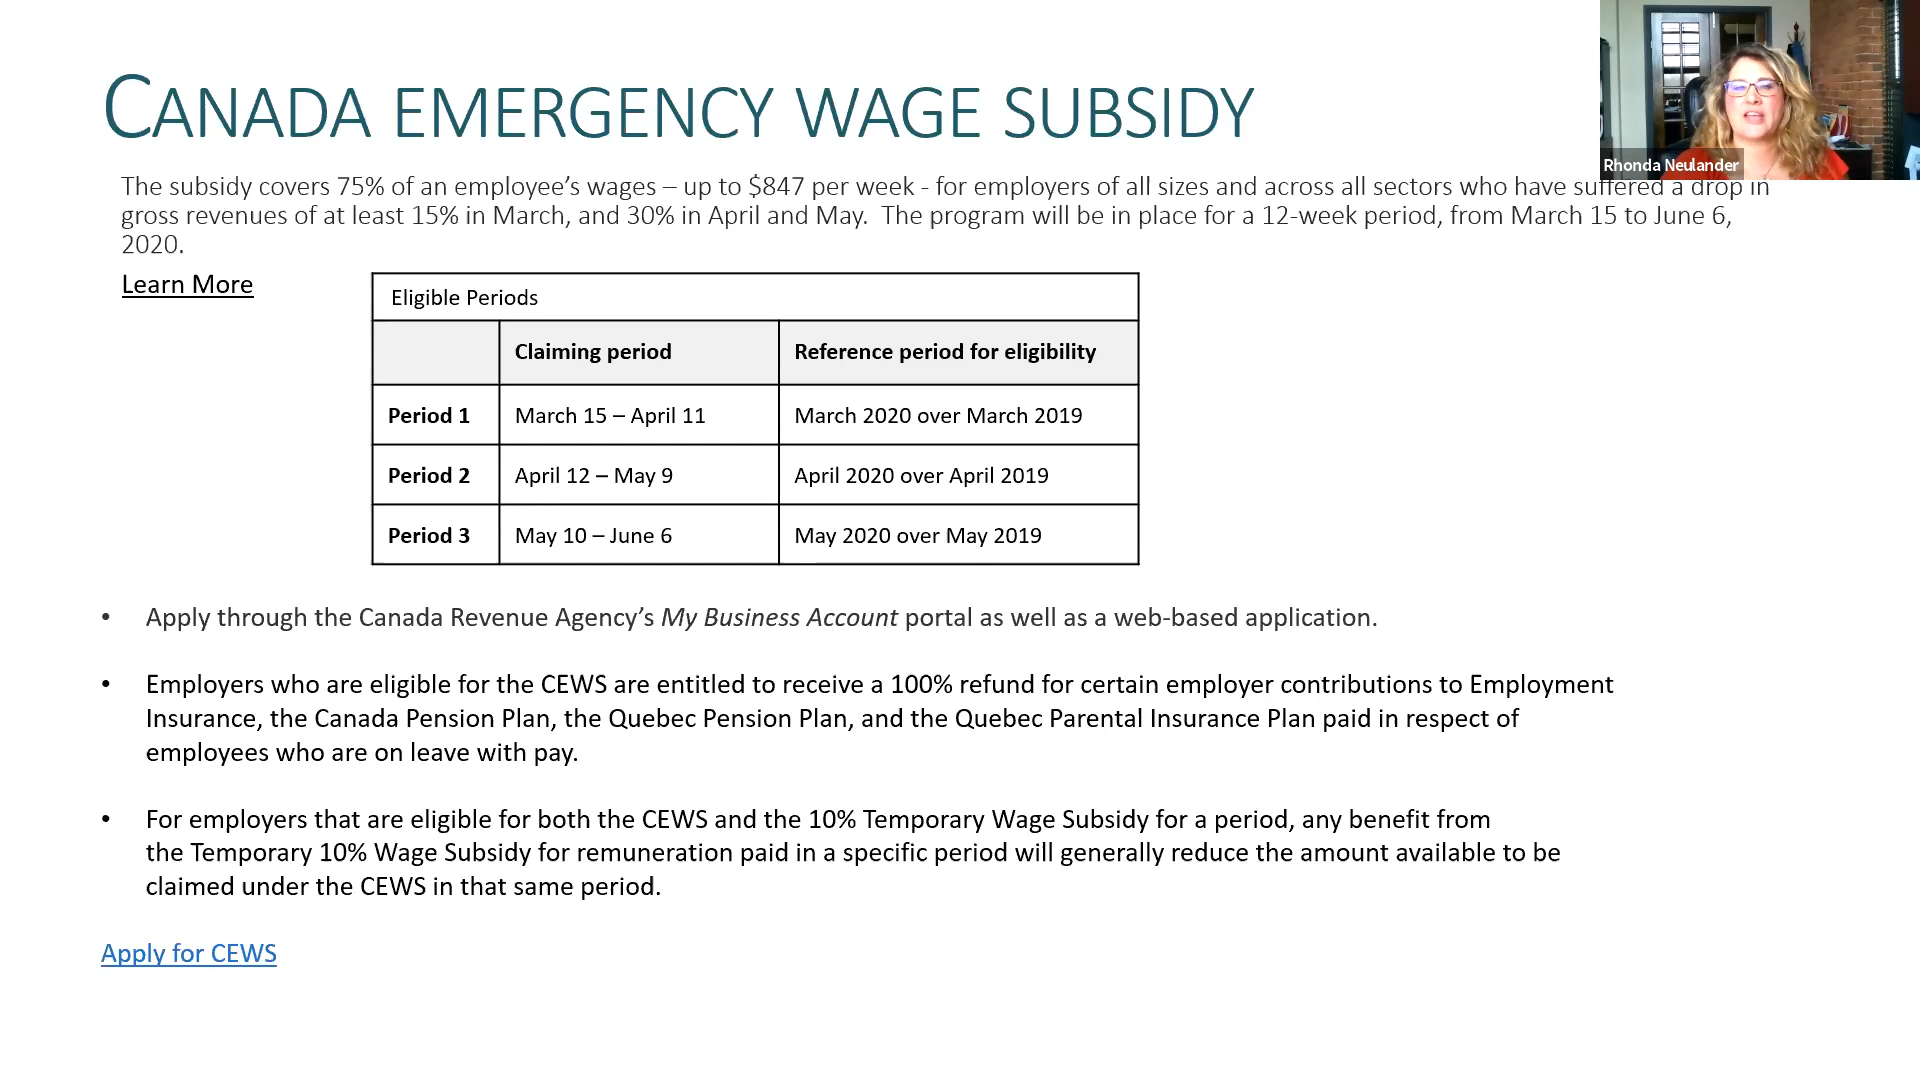 CANADA EMERGENCY WAGE SUBSIDY
Rhonda Neulander
The subsidy covers 75% of an employee’s wages – up to $847 per week - for employers of all sizes and across all sectors who have suffered a drop in
gross revenues of at least 15% in March, and 30% in April and May. The program will be in place for a 12-week period, from March 15 to June 6,
2020.
Learn More
Eligible Periods
Claiming period Reference period for eligibility
Period 1 March 15 – April 11 March 2020 over March 2019
Period 2 April 12 – May 9 April 2020 over April 2019
Period 3 May 10 – June 6 May 2020 over May 2019
• Apply through the Canada Revenue Agency’s My Business Account portal as well as a web-based application.
• Employers who are eligible for the CEWS are entitled to receive a 100% refund for certain employer contributions to Employment
Insurance, the Canada Pension Plan, the Quebec Pension Plan, and the Quebec Parental Insurance Plan paid in respect of
employees who are on leave with pay.
• For employers that are eligible for both the CEWS and the 10% Temporary Wage Subsidy for a period, any benefit from
the Temporary 10% Wage Subsidy for remuneration paid in a specific period will generally reduce the amount available to be
claimed under the CEWS in that same period.
Apply for CEWS